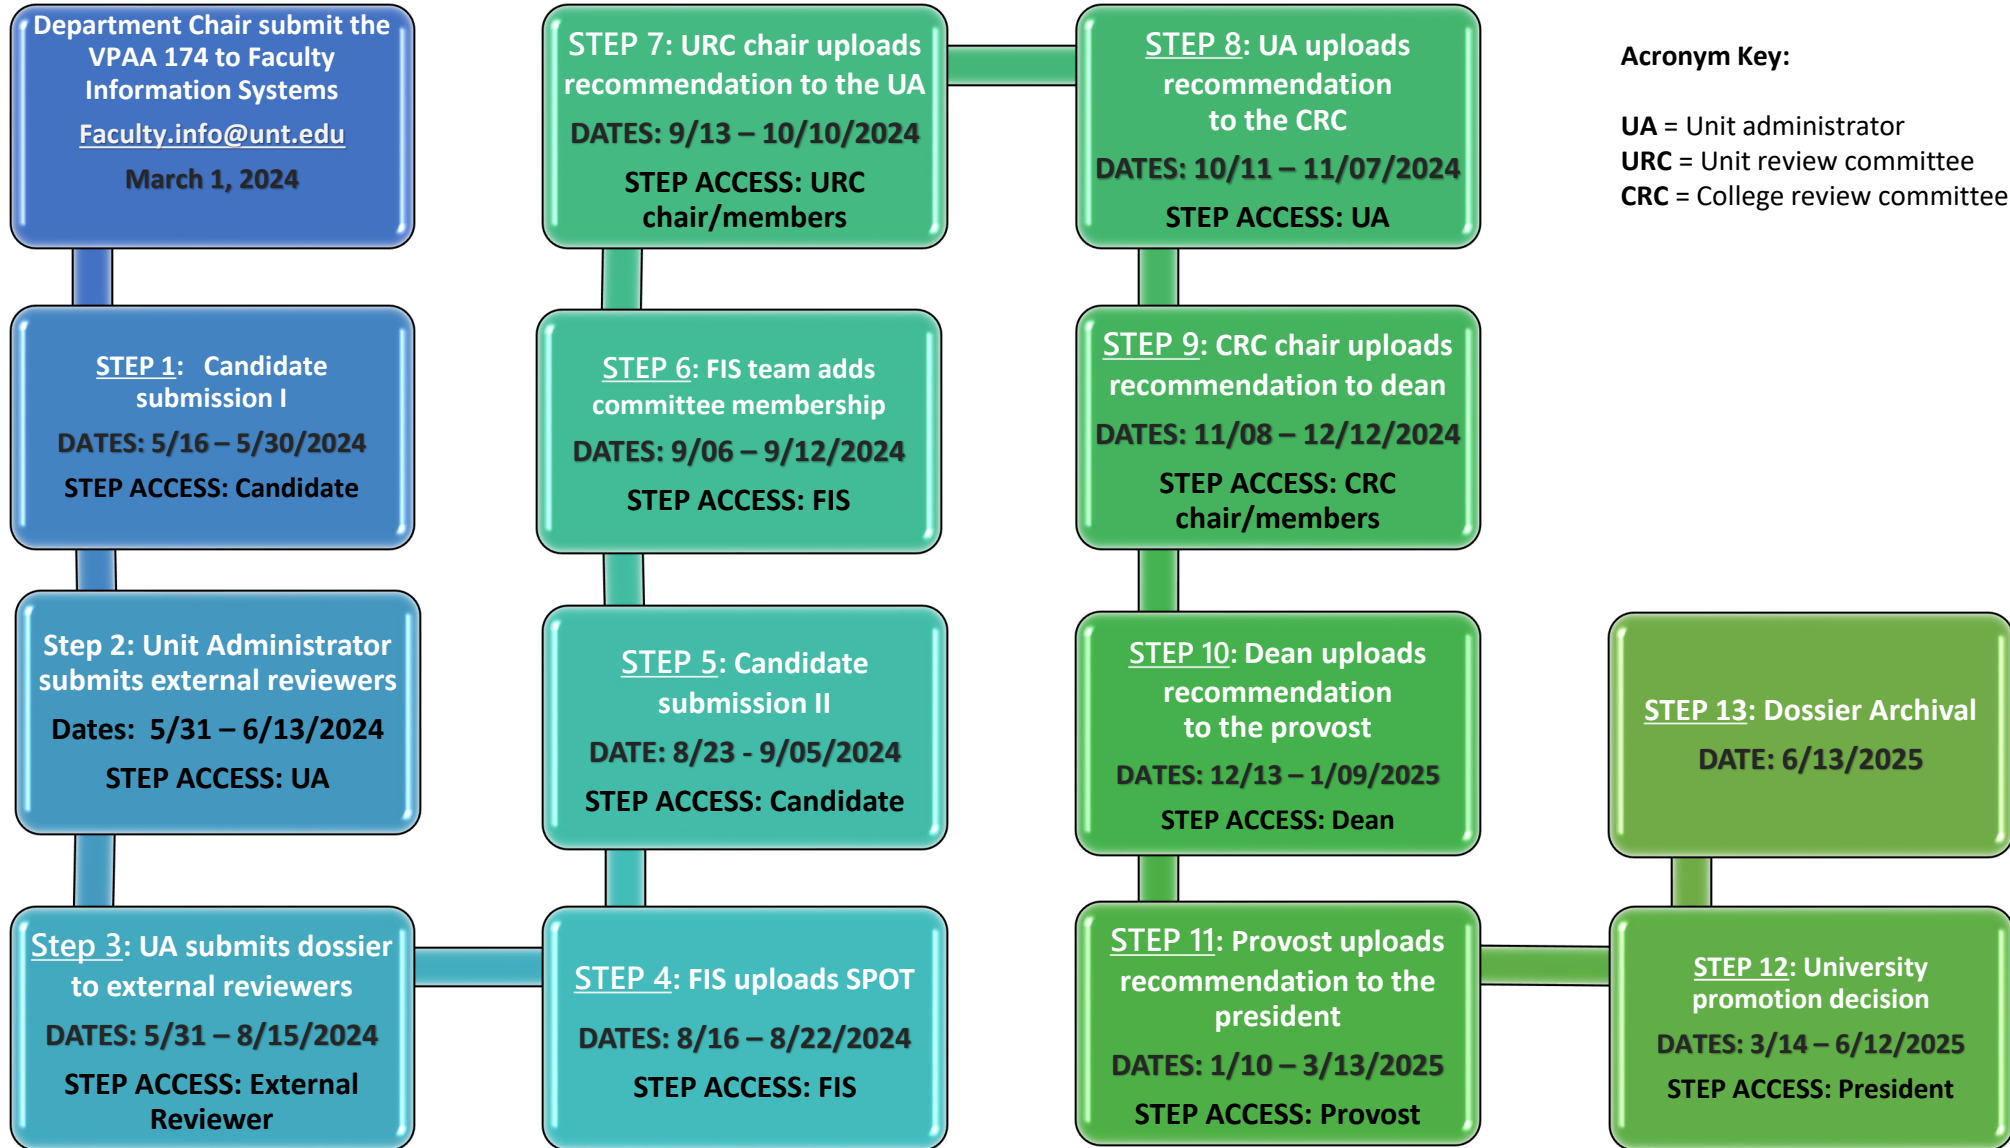 Department Chair submit the
VPAA 174 to Faculty
Information Systems
Faculty.info@unt.edu
March 1, 2024
STEP 1:   Candidate
submission I
DATES: 5/16 – 5/30/2024
STEP ACCESS: Candidate
Step 2: Unit Administrator
submits external reviewers
Dates:  5/31 – 6/13/2024
STEP ACCESS: UA
Step 3: UA submits dossier
to external reviewers
DATES: 5/31 – 8/15/2024
STEP ACCESS: External
Reviewer
STEP 4: FIS uploads SPOT
DATES: 8/16 – 8/22/2024
STEP ACCESS: FIS
STEP 5: Candidate
submission II
DATE: 8/23 - 9/05/2024
STEP ACCESS: Candidate
STEP 6: FIS team adds
committee membership
DATES: 9/06 – 9/12/2024
STEP ACCESS: FIS
STEP 7: URC chair uploads
recommendation to the UA
DATES: 9/13 – 10/10/2024
STEP ACCESS: URC
chair/members
STEP 8: UA uploads
recommendation
to the CRC
DATES: 10/11 – 11/07/2024
STEP ACCESS: UA
STEP 9: CRC chair uploads
recommendation to dean
DATES: 11/08 – 12/12/2024
STEP ACCESS: CRC
chair/members
STEP 10: Dean uploads
recommendation
to the provost
DATES: 12/13 – 1/09/2025
STEP ACCESS: Dean
STEP 11: Provost uploads
recommendation to the
president
DATES: 1/10 – 3/13/2025
STEP ACCESS: Provost
STEP 12: University
promotion decision
DATES: 3/14 – 6/12/2025
STEP ACCESS: President
STEP 13: Dossier Archival
DATE: 6/13/2025
Acronym Key:
UA = Unit administrator
URC = Unit review committee
CRC = College review committee